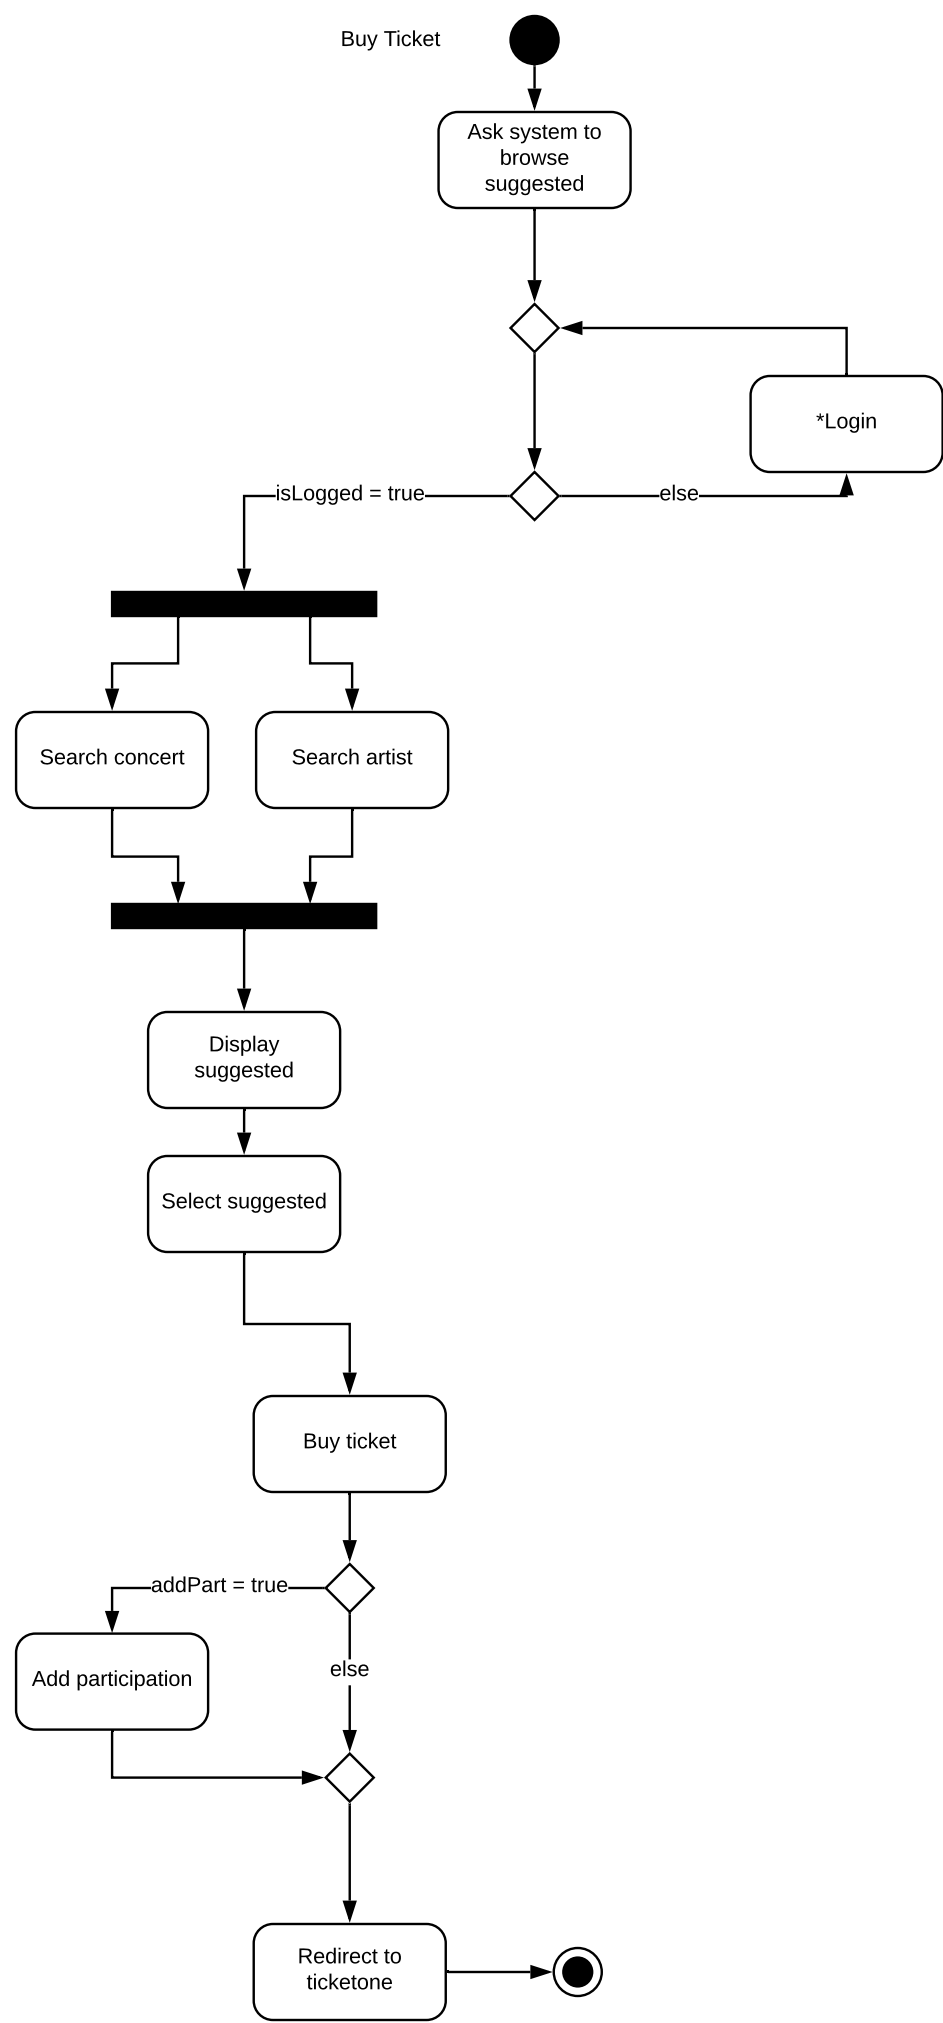 Buy Ticket
Ask system to
browse
suggested
*Login
isLogged = true
else
Search concert
Search artist
Display
suggested
Select suggested
Buy ticket
addPart = true
else
Add participation
Redirect to
ticketone